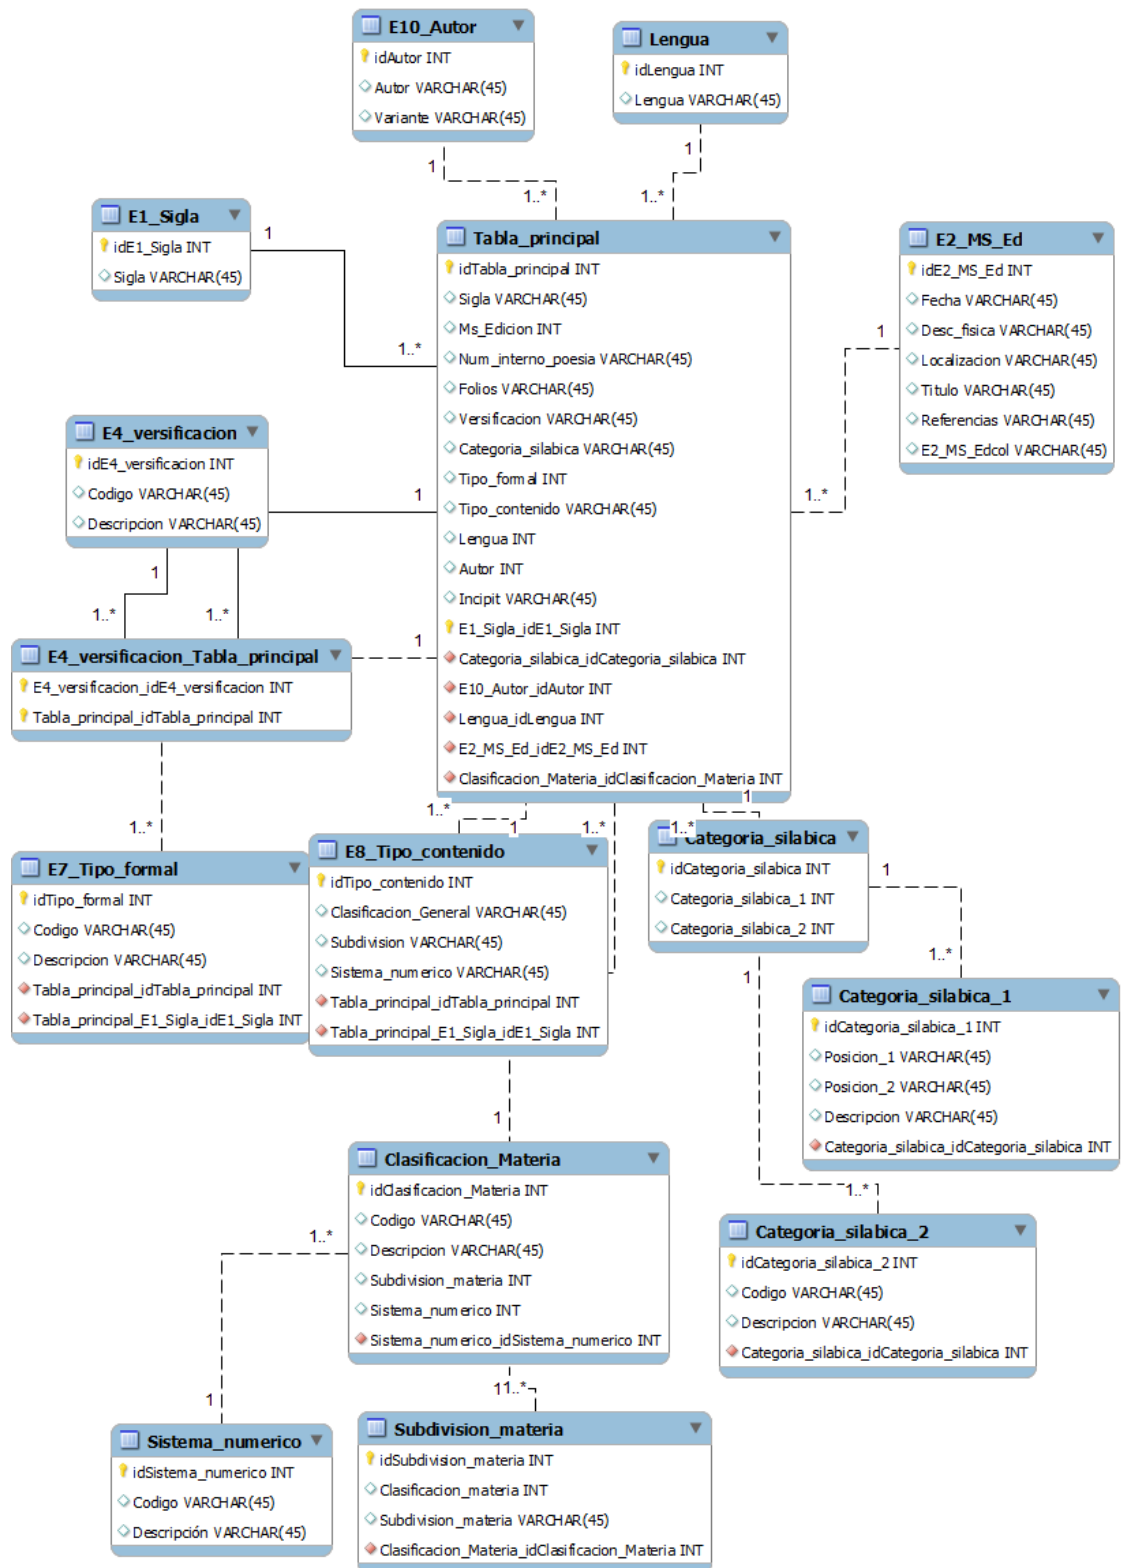 E10_Autor
idAutor INT
Autor VARCHAR(45)
Variante VARCHAR(45)
Lengua
idLengua INT
Lengua VARCHAR(45)
1
1..*
1
1..*
E1_Sigla
idE1_Sigla INT
Sigla VARCHAR(45)
1
1..*
Tabla_principal
idTabla_principal INT
Sigla VARCHAR(45)
Ms_Edicion INT
Num_interno_poesia VARCHAR(45)
Folios VARCHAR(45)
Versificacion VARCHAR(45)
Categoria_silabica VARCHAR(45)
Tipo_formal INT
Tipo_contenido VARCHAR(45)
Lengua INT
Autor INT
Incipit VARCHAR(45)
E1_Sigla_idE1_Sigla INT
Categoria_silabica_idCategoria_silabica INT
E10_Autor_idAutor INT
Lengua_idLengua INT
E2_MS_Ed_idE2_MS_Ed INT
Clasificacion_Materia_idClasificacion_Materia INT
E2_MS_Ed
idE2_MS_Ed INT
Fecha VARCHAR(45)
Desc_fisica VARCHAR(45)
Localizacion VARCHAR(45)
Titulo VARCHAR(45)
Referencias VARCHAR(45)
E2_MS_Edcol VARCHAR(45)
1
1..*
E4_versificacion
idE4_versificacion INT
Codigo VARCHAR(45)
Descripcion VARCHAR(45)
1
1
1..*
1..*
E4_versificacion_Tabla_principal
E4_versificacion_idE4_versificacion INT
Tabla_principal_idTabla_principal INT
1
1..*
E7_Tipo_formal
idTipo_formal INT
Codigo VARCHAR(45)
Descripcion VARCHAR(45)
Tabla_principal_idTabla_principal INT
Tabla_principal_E1_Sigla_idE1_Sigla INT
1..*
1
1..*
1
1..*
E8_Tipo_contenido
idTipo_contenido INT
Clasificacion_General VARCHAR(45)
Subdivision VARCHAR(45)
Sistema_numerico VARCHAR(45)
Tabla_principal_idTabla_principal INT
Tabla_principal_E1_Sigla_idE1_Sigla INT
Categoria_silabica
idCategoria_silabica INT
Categoria_silabica_1 INT
Categoria_silabica_2 INT
1
1..*
1
1..*
Categoria_silabica_1
idCategoria_silabica_1 INT
Posicion_1 VARCHAR(45)
Posicion_2 VARCHAR(45)
Descripcion VARCHAR(45)
Categoria_silabica_idCategoria_silabica INT
1
Clasificacion_Materia
idClasificacion_Materia INT
Codigo VARCHAR(45)
Descripcion VARCHAR(45)
Subdivision_materia INT
Sistema_numerico INT
Sistema_numerico_idSistema_numerico INT
Categoria_silabica_2
idCategoria_silabica_2 INT
Codigo VARCHAR(45)
Descripcion VARCHAR(45)
Categoria_silabica_idCategoria_silabica INT
1..*
1
1
1..*
Sistema_numerico
idSistema_numerico INT
Codigo VARCHAR(45)
Descripción VARCHAR(45)
Subdivision_materia
idSubdivision_materia INT
Clasificacion_materia INT
Subdivision_materia VARCHAR(45)
Clasificacion_Materia_idClasificacion_Materia INT